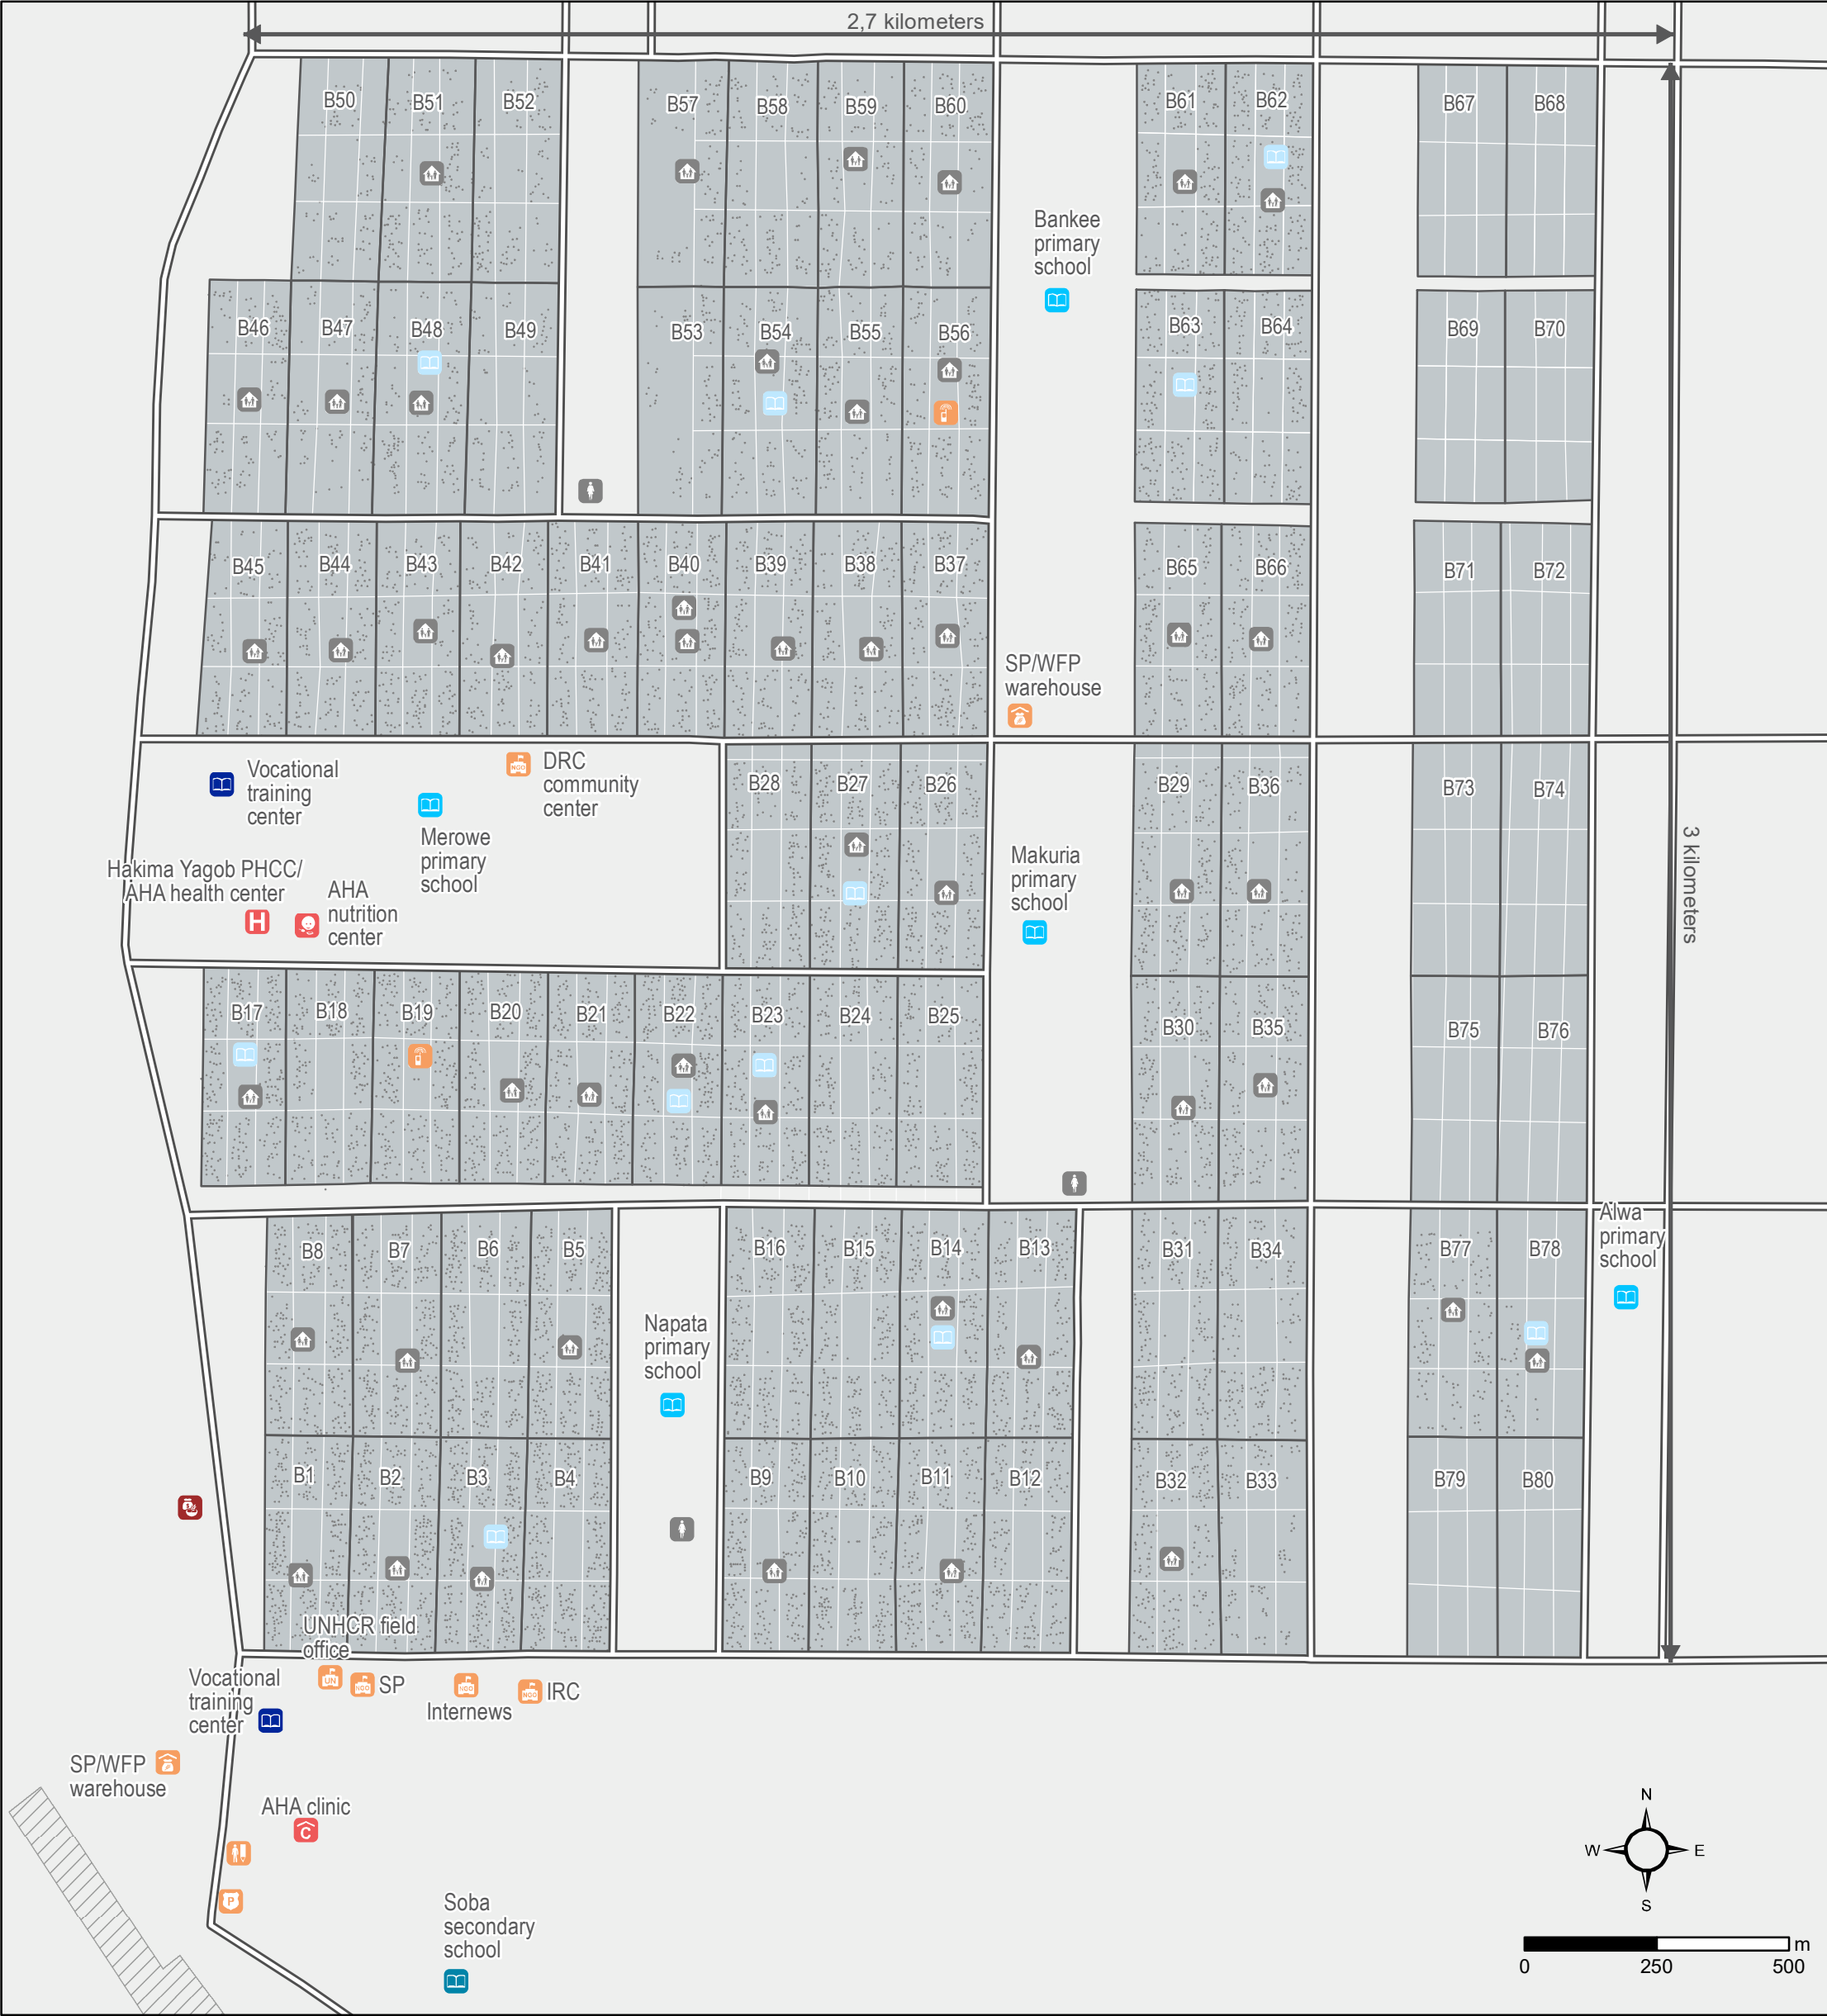 2,7 kilometers
B50
B51
B52
B57
B58
B59
B60
B61
B62
B67
B68
Bankee
primary
school
B46
B47
B48
B49
B53
B54
B55
B56
B63
B64
B69
B70
B45
B44
B43
B42
B41
B40
B39
B38
B37
B65
B66
B71
B72
SP/WFP
warehouse
Vocational
training
center
DRC
community
center
NGO
Merowe
primary
school
B28
B27
B26
B29
B36
B73
B74
3 kilometers
Hakima Yagob PHCC/
AHA health center
H
AHA
nutrition
center
Makuria
primary
school
B17
B18
B19
B20
B21
B22
B23
B24
B25
B30
B35
B75
B76
B8
B7
B6
B5
Napata
primary
school
B16
B15
B14
B13
B31
B34
B77
B78
Alwa
primary
school
B1
B2
B3
B4
B9
B10
B11
B12
B32
B33
B79
B80
UNHCR field
office
UN
NGO
SP
NGO
Internews
NGO
IRC
Vocational
training
center
SP/WFP
warehouse
AHA clinic
C
P
Soba
secondary
school
N
W
E
S
m
0
250
500